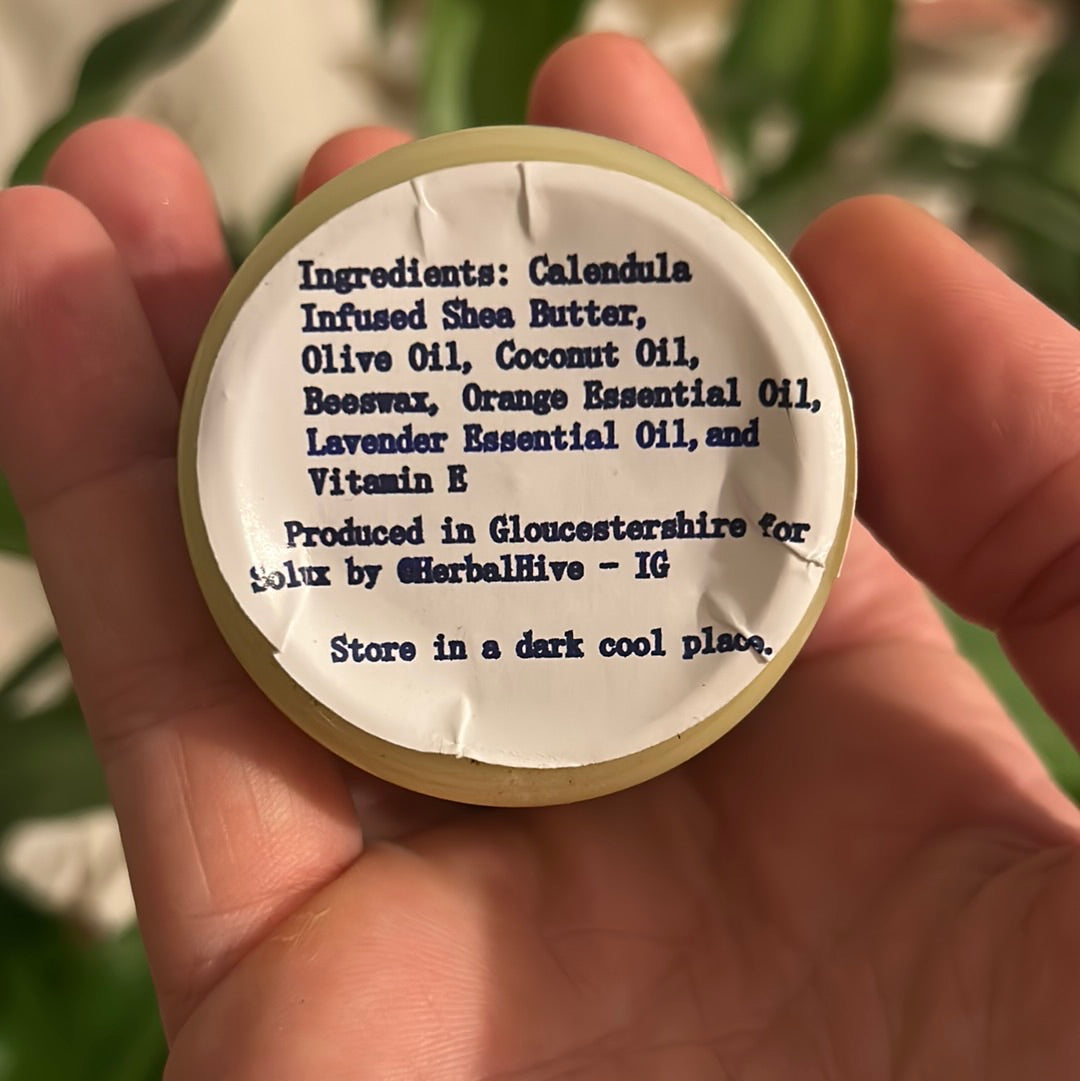 Ingredients: Calendula
Infused Shea Butter,
Olive Oil, Coconut Oil,
Beeswax, Orange Essential Oil,
Lavender Essential Oil, and
Vitamin E
Produced in Gloucestershire for
Solux by @HerbalHive - IG
Store in a dark cool place.